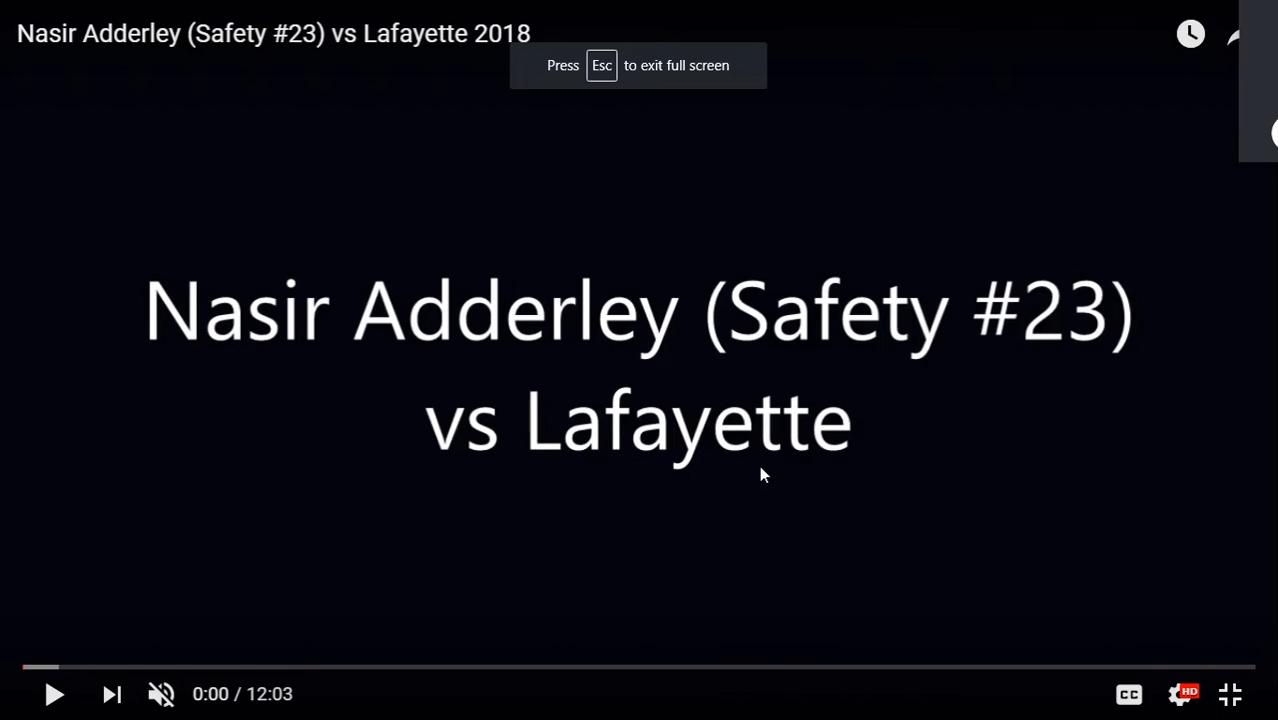 Nasir Adderley (Safety #23) vs Lafayette 2018
Press Esc to exit full screen
Nasir Adderley (Safety #23)
vs Lafayette
0:00 / 12:03
CC
HD